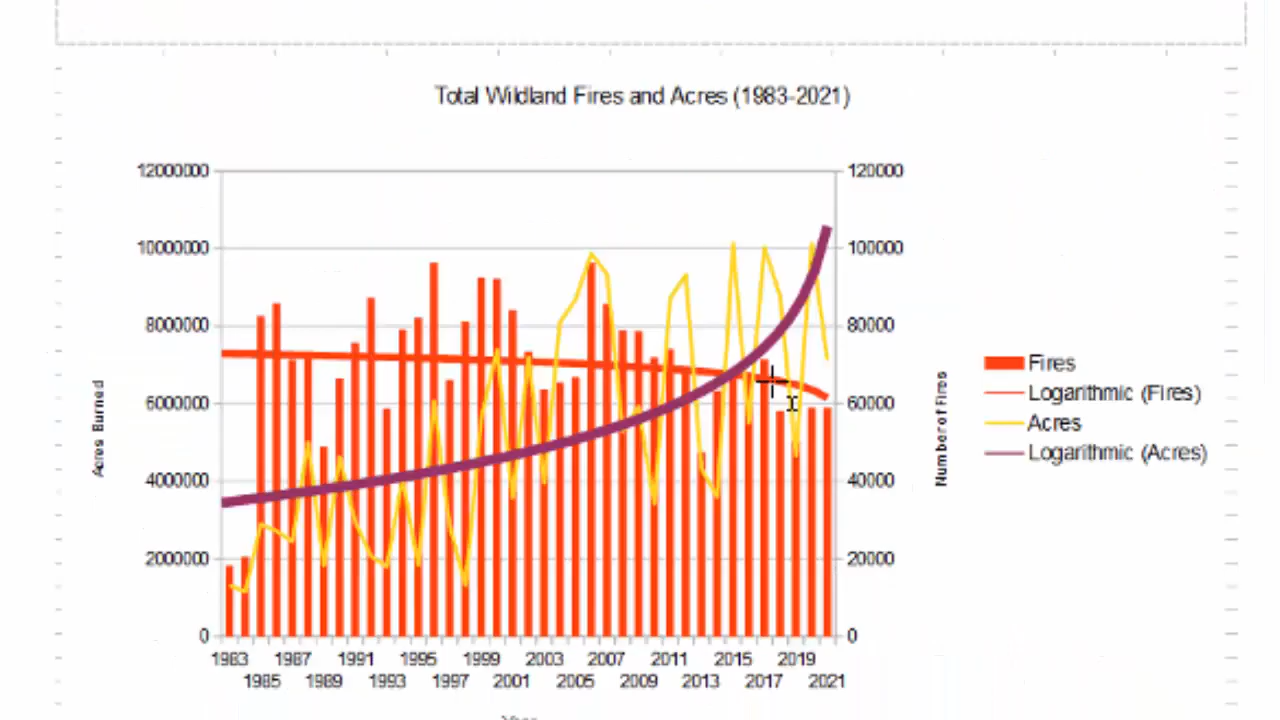 Total Wildland Fires and Acres (1983-2021)
12000000
10000000
8000000
6000000
4000000
2000000
0
Acres Burned
120000
100000
80000
60000
40000
20000
0
Number of Fires
Fires
Logarithmic (Fires)
Acres
Logarithmic (Acres)
1983 1987 1991 1995 1999 2003 2007 2011 2015 2019
1985 1989 1993 1997 2001 2005 2009 2013 2017 2021